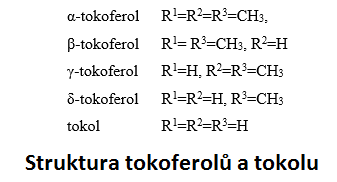 α-tokoferol R¹=R²=R³=CH₃,
β-tokoferol R¹= R³=CH₃, R²=H
γ-tokoferol R¹=H, R²=R³=CH₃
δ-tokoferol R¹=R²=H, R³=CH₃
tokol R¹=R²=R³=H
Struktura tokoferolů a tokolu